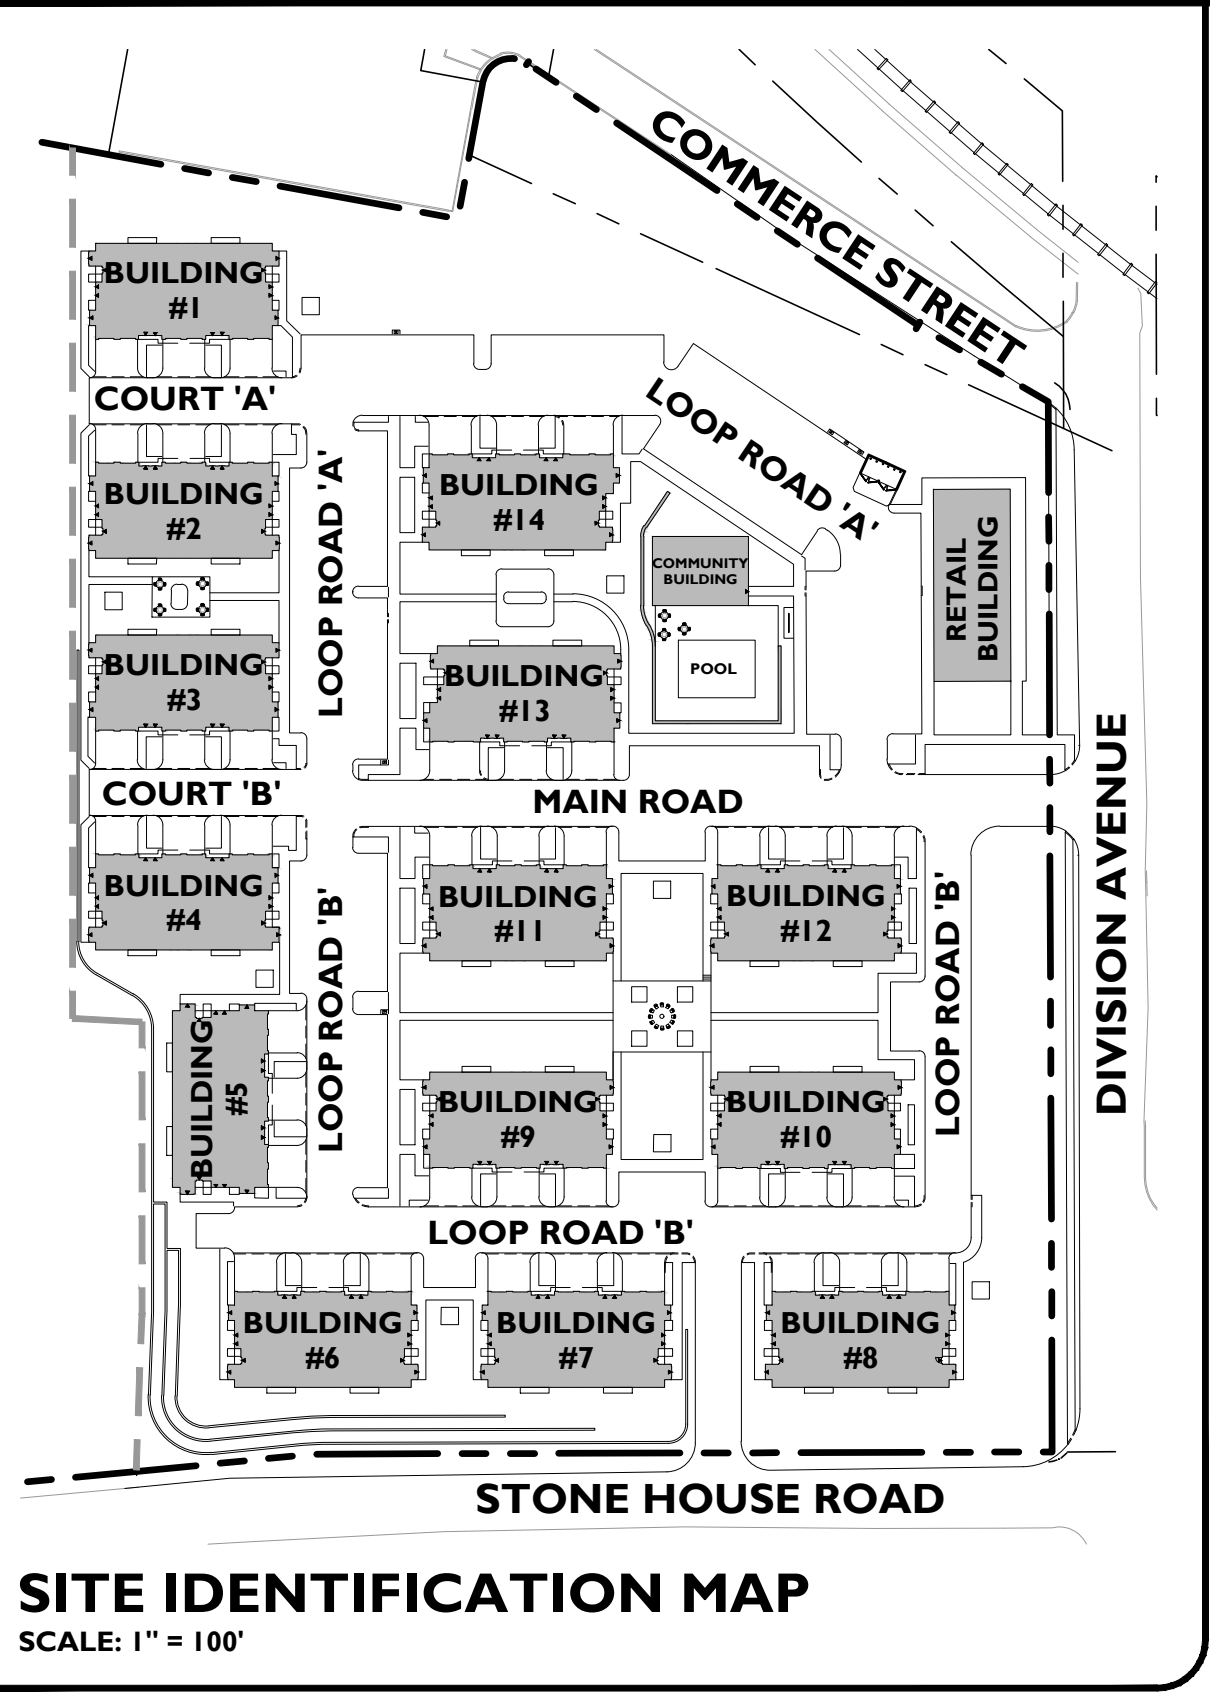 COMMERCE STREET
BUILDING
#1
COURT 'A'
LOOP ROAD 'A'
BUILDING
#2
LOOP ROAD 'A'
BUILDING
#14
COMMUNITY
BUILDING
RETAIL
BUILDING
BUILDING
#3
BUILDING
#13
POOL
COURT 'B'
MAIN ROAD
DIVISION AVENUE
BUILDING
#4
LOOP ROAD 'B'
BUILDING
#11
BUILDING
#12
LOOP ROAD 'B'
BUILDING
#5
BUILDING
#9
BUILDING
#10
LOOP ROAD 'B'
BUILDING
#6
BUILDING
#7
BUILDING
#8
STONE HOUSE ROAD
SITE IDENTIFICATION MAP
SCALE: 1" = 100'